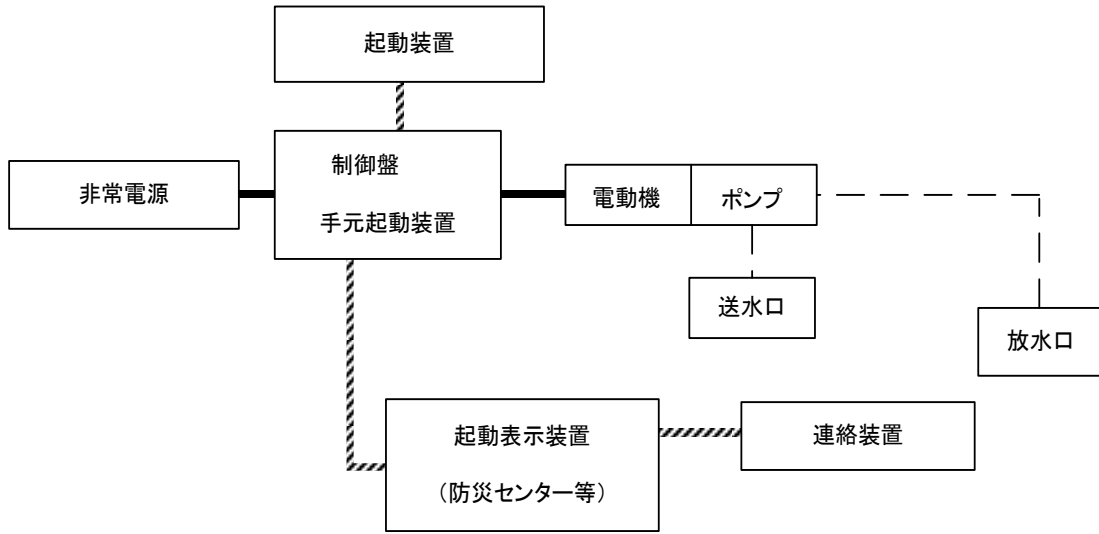 起動装置
制御盤
手元起動装置
非常電源
電動機
ポンプ
送水口
放水口
起動表示装置
（防災センター等）
連絡装置